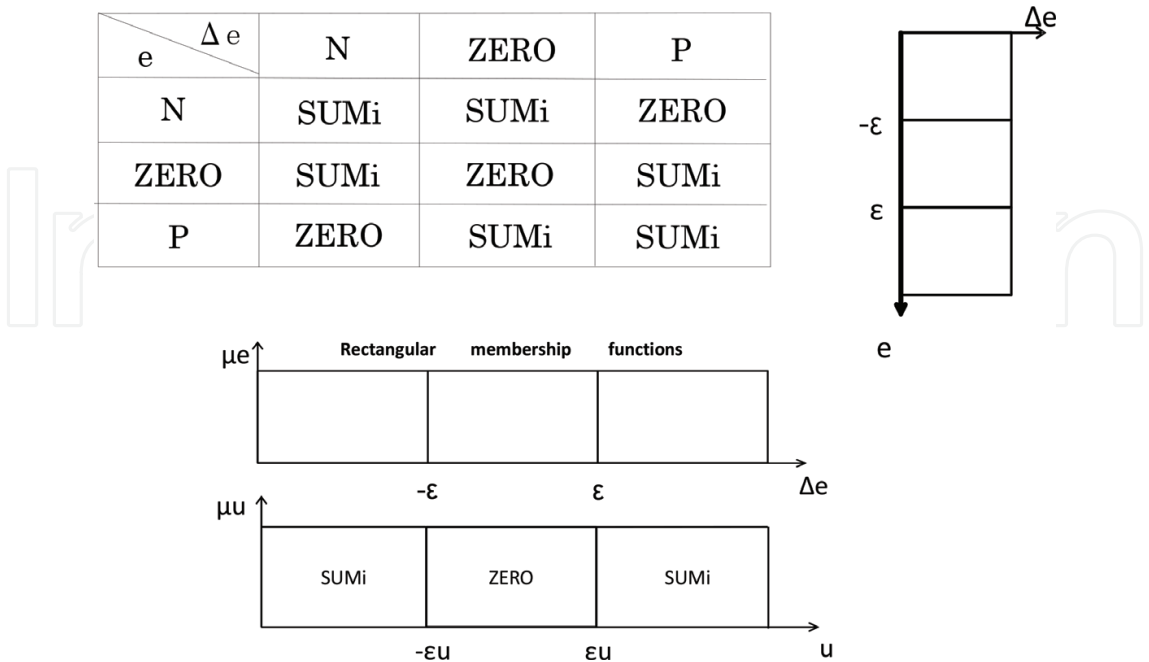 Δ e
e N ZERO P
N SUMi SUMi ZERO
ZERO SUMi ZERO SUMi
P ZERO SUMi SUMi
Δe
-ε
ε
e
μe Rectangular membership functions
-ε ε Δe
μu
SUMi ZERO SUMi
-εu εu u